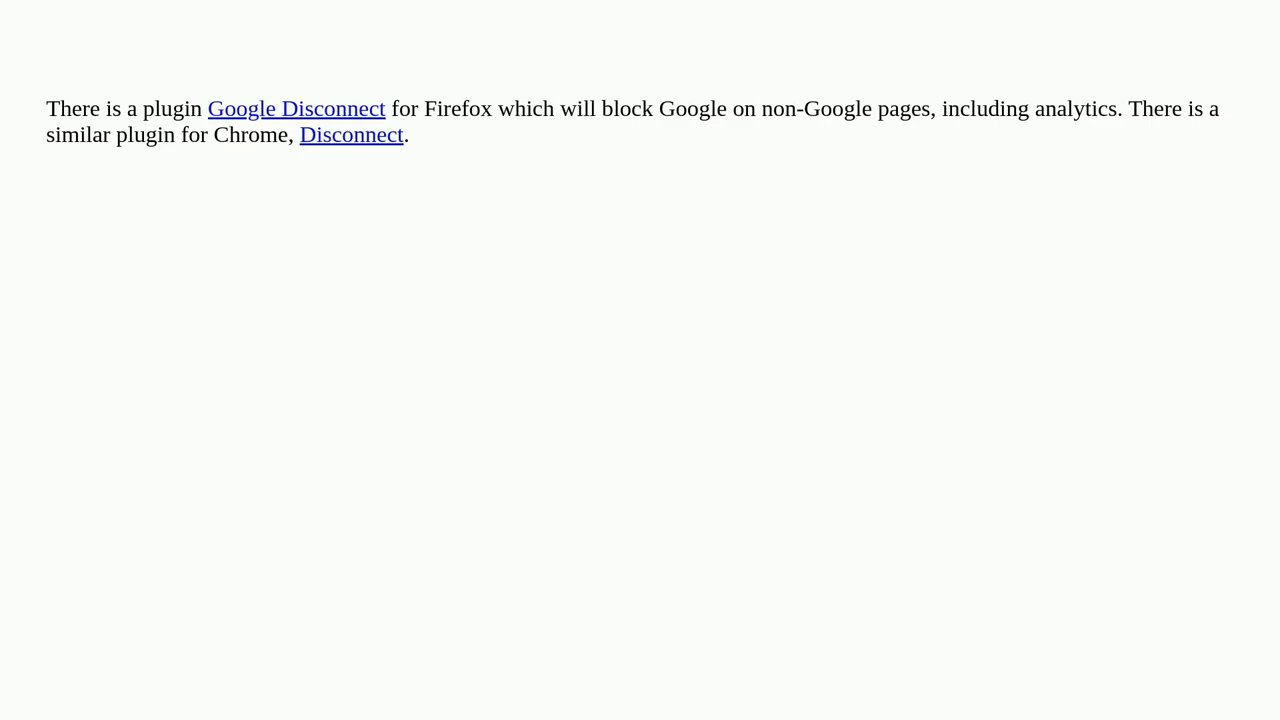 There is a plugin Google Disconnect for Firefox which will block Google on non-Google pages, including analytics. There is a
similar plugin for Chrome, Disconnect.